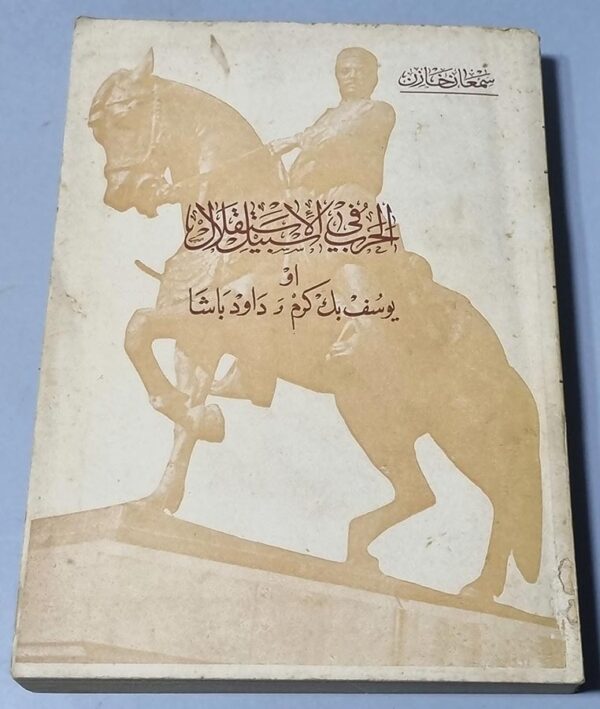 سمعان خازن
الحرب في سبيل الاستقلال
او
يوسف بك كرم و داود باشا